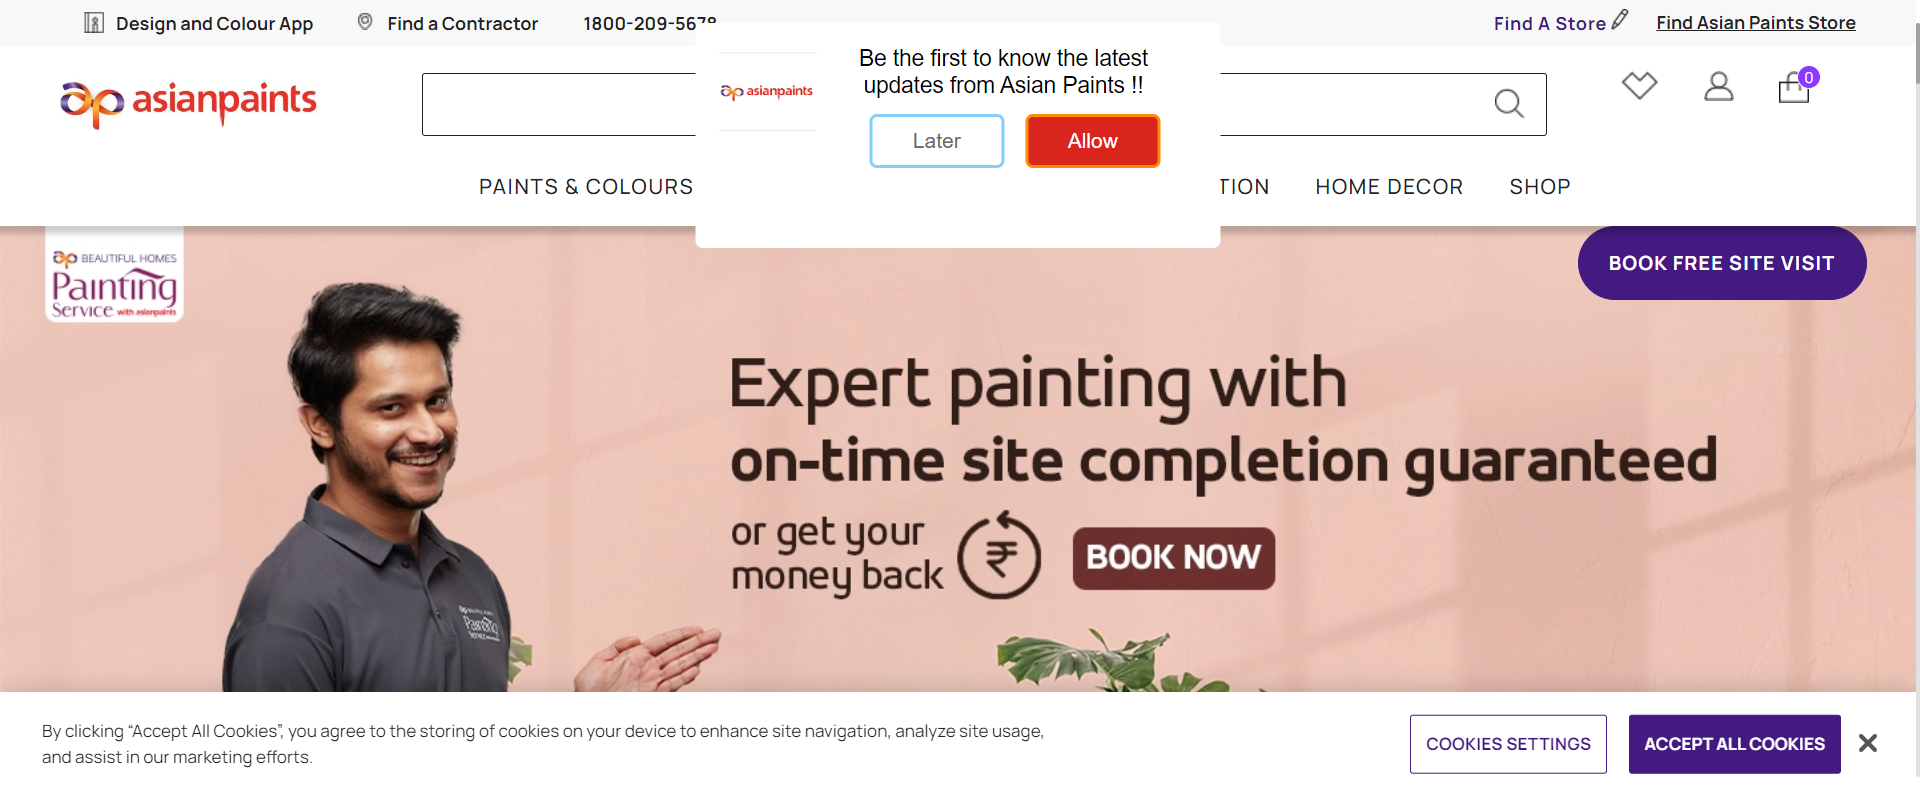 Design and Colour App
Find a Contractor
1800-209-5678
Find A Store
Find Asian Paints Store
asianpaints
asianpaints
Be the first to know the latest
updates from Asian Paints !!
Later
Allow
0
PAINTS & COLOURS
TION
HOME DECOR
SHOP
BEAUTIFUL HOMES
Painting
SERVICE with asianpaints
BOOK FREE SITE VISIT
Expert painting with
on-time site completion guaranteed
or get your
money back
₹
BOOK NOW
Painting
By clicking “Accept All Cookies”, you agree to the storing of cookies on your device to enhance site navigation, analyze site usage,
and assist in our marketing efforts.
COOKIES SETTINGS
ACCEPT ALL COOKIES